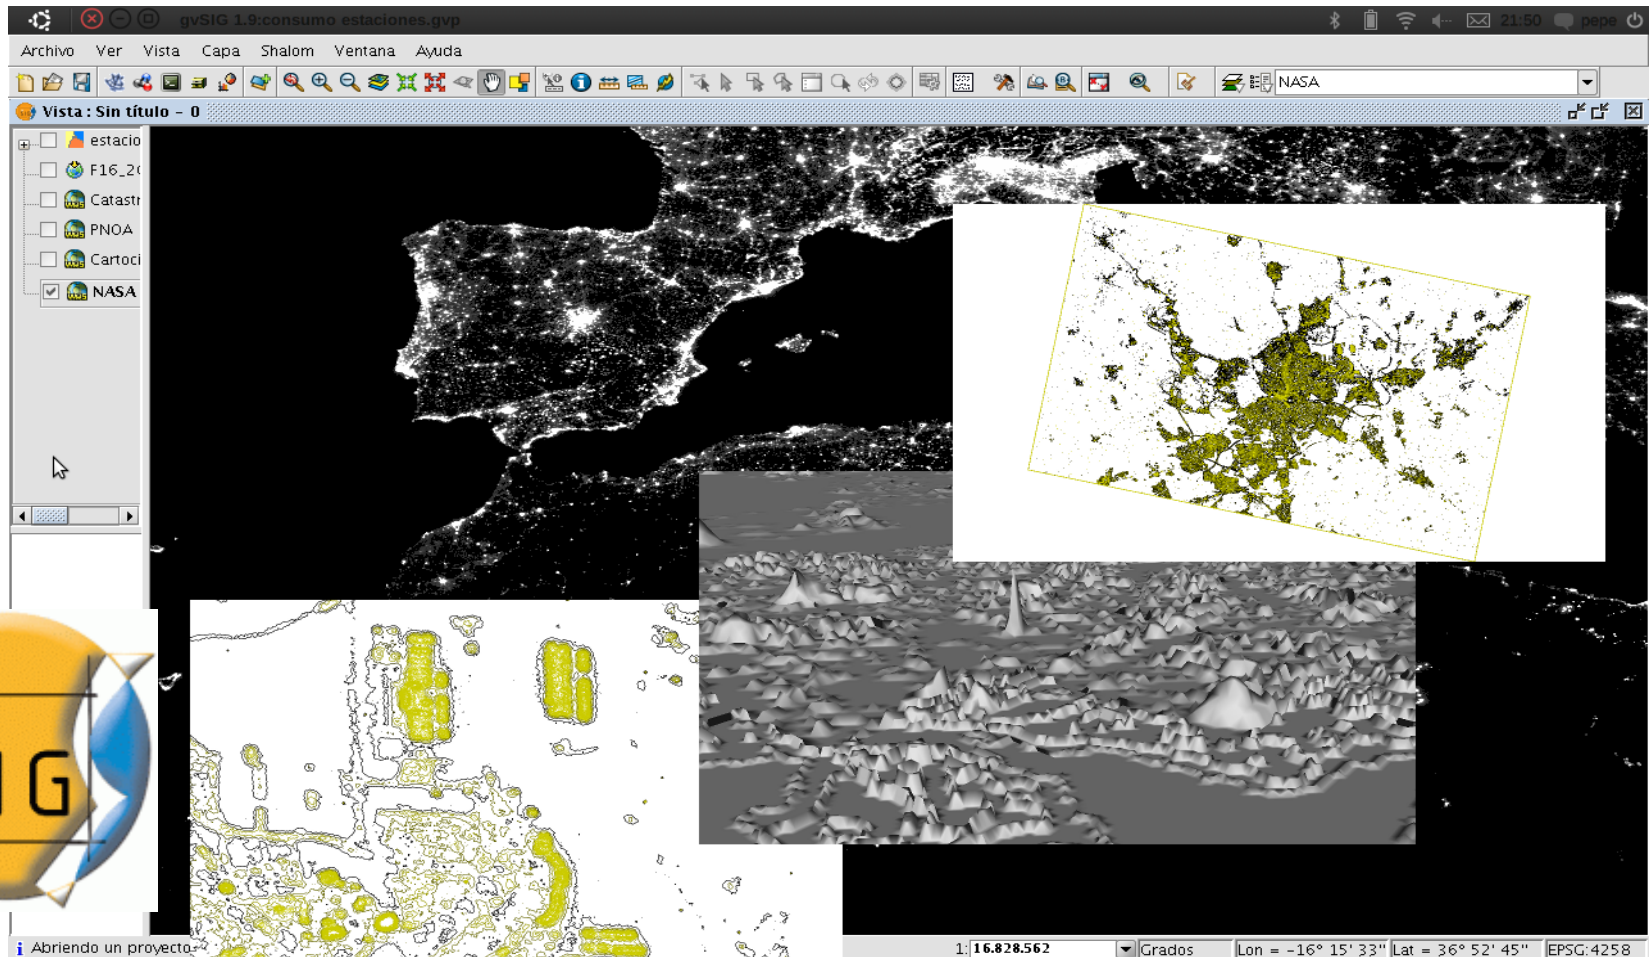 gvSIG 1.9:consumo estaciones.gvp
21:50 pepe
Archivo Ver Vista Capa Shalom Ventana Ayuda
NASA
Vista : Sin título - 0
estacio
F16_20
Catastr
PNOA
Cartoci
NASA
IG
Abriendo un proyecto
1: 16.828.562 Grados Lon = -16° 15' 33" Lat = 36° 52' 45" EPSG:4258